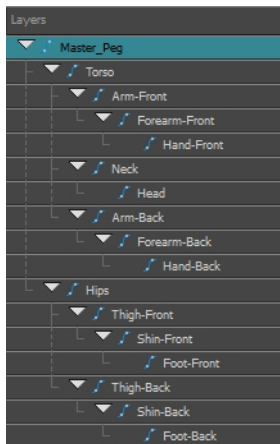 Layers
Master_Peg
Torso
Arm-Front
Forearm-Front
Hand-Front
Neck
Head
Arm-Back
Forearm-Back
Hand-Back
Hips
Thigh-Front
Shin-Front
Foot-Front
Thigh-Back
Shin-Back
Foot-Back